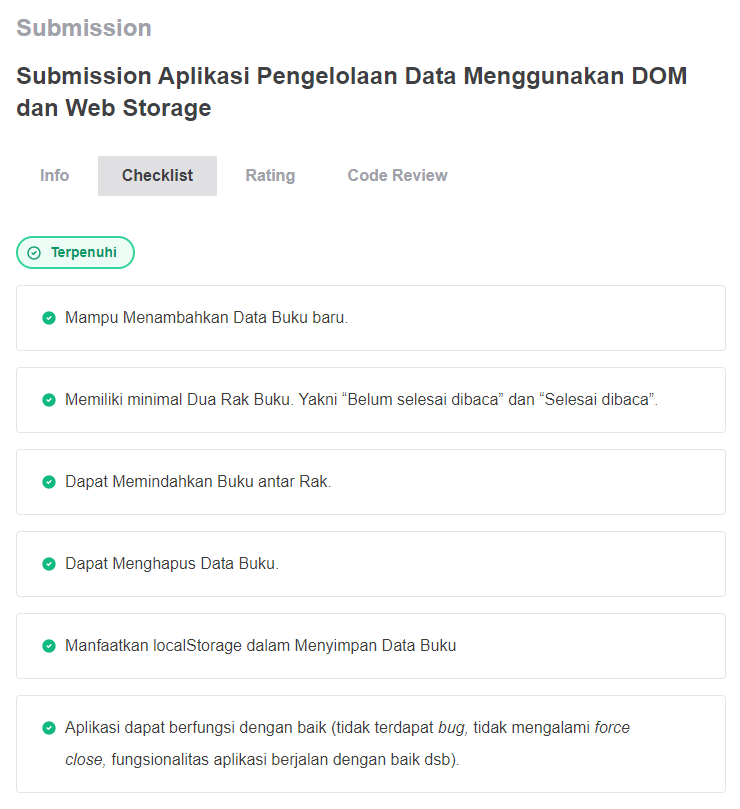 Submission
Submission Aplikasi Pengelolaan Data Menggunakan DOM
dan Web Storage
Info Checklist Rating Code Review
Terpenuhi
Mampu Menambahkan Data Buku baru.
Memiliki minimal Dua Rak Buku. Yakni “Belum selesai dibaca” dan “Selesai dibaca”.
Dapat Memindahkan Buku antar Rak.
Dapat Menghapus Data Buku.
Manfaatkan localStorage dalam Menyimpan Data Buku
Aplikasi dapat berfungsi dengan baik (tidak terdapat bug, tidak mengalami force
close, fungsionalitas aplikasi berjalan dengan baik dsb).